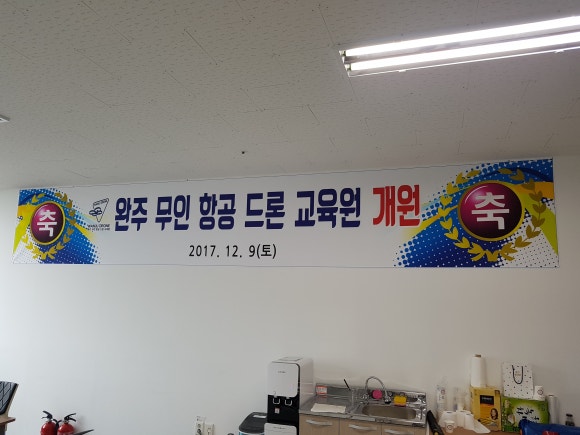 축
완주 무인 항공 드론 교육원 개원
축
2017. 12. 9(토)